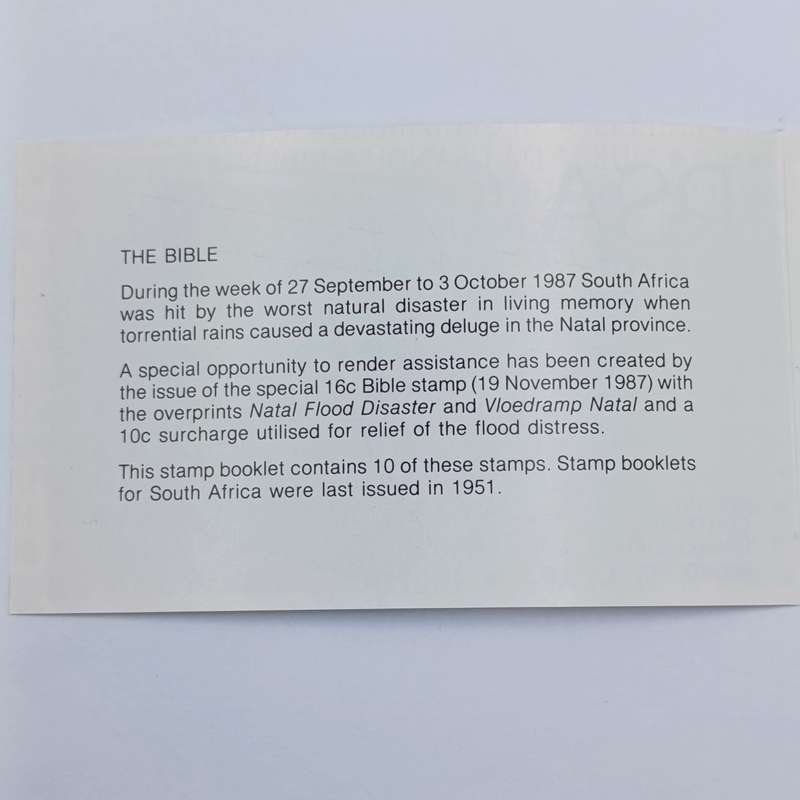 THE BIBLE
During the week of 27 September to 3 October 1987 South Africa
was hit by the worst natural disaster in living memory when
torrential rains caused a devastating deluge in the Natal province.
A special opportunity to render assistance has been created by
the issue of the special 16c Bible stamp (19 November 1987) with
the overprints Natal Flood Disaster and Vloedramp Natal and a
10c surcharge utilised for relief of the flood distress.
This stamp booklet contains 10 of these stamps. Stamp booklets
for South Africa were last issued in 1951.